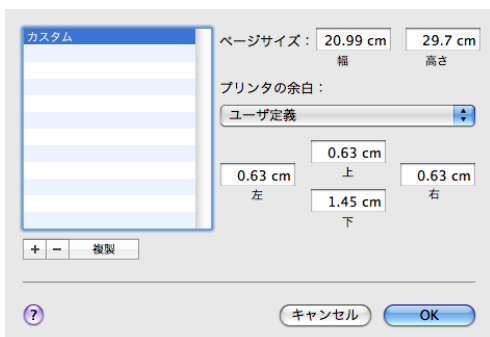 カスタム
ページサイズ： 20.99 cm 29.7 cm
幅 高さ
プリンタの余白：
ユーザ定義
0.63 cm
上
0.63 cm 0.63 cm
左 右
1.45 cm
下
+ − 複製
? キャンセル OK